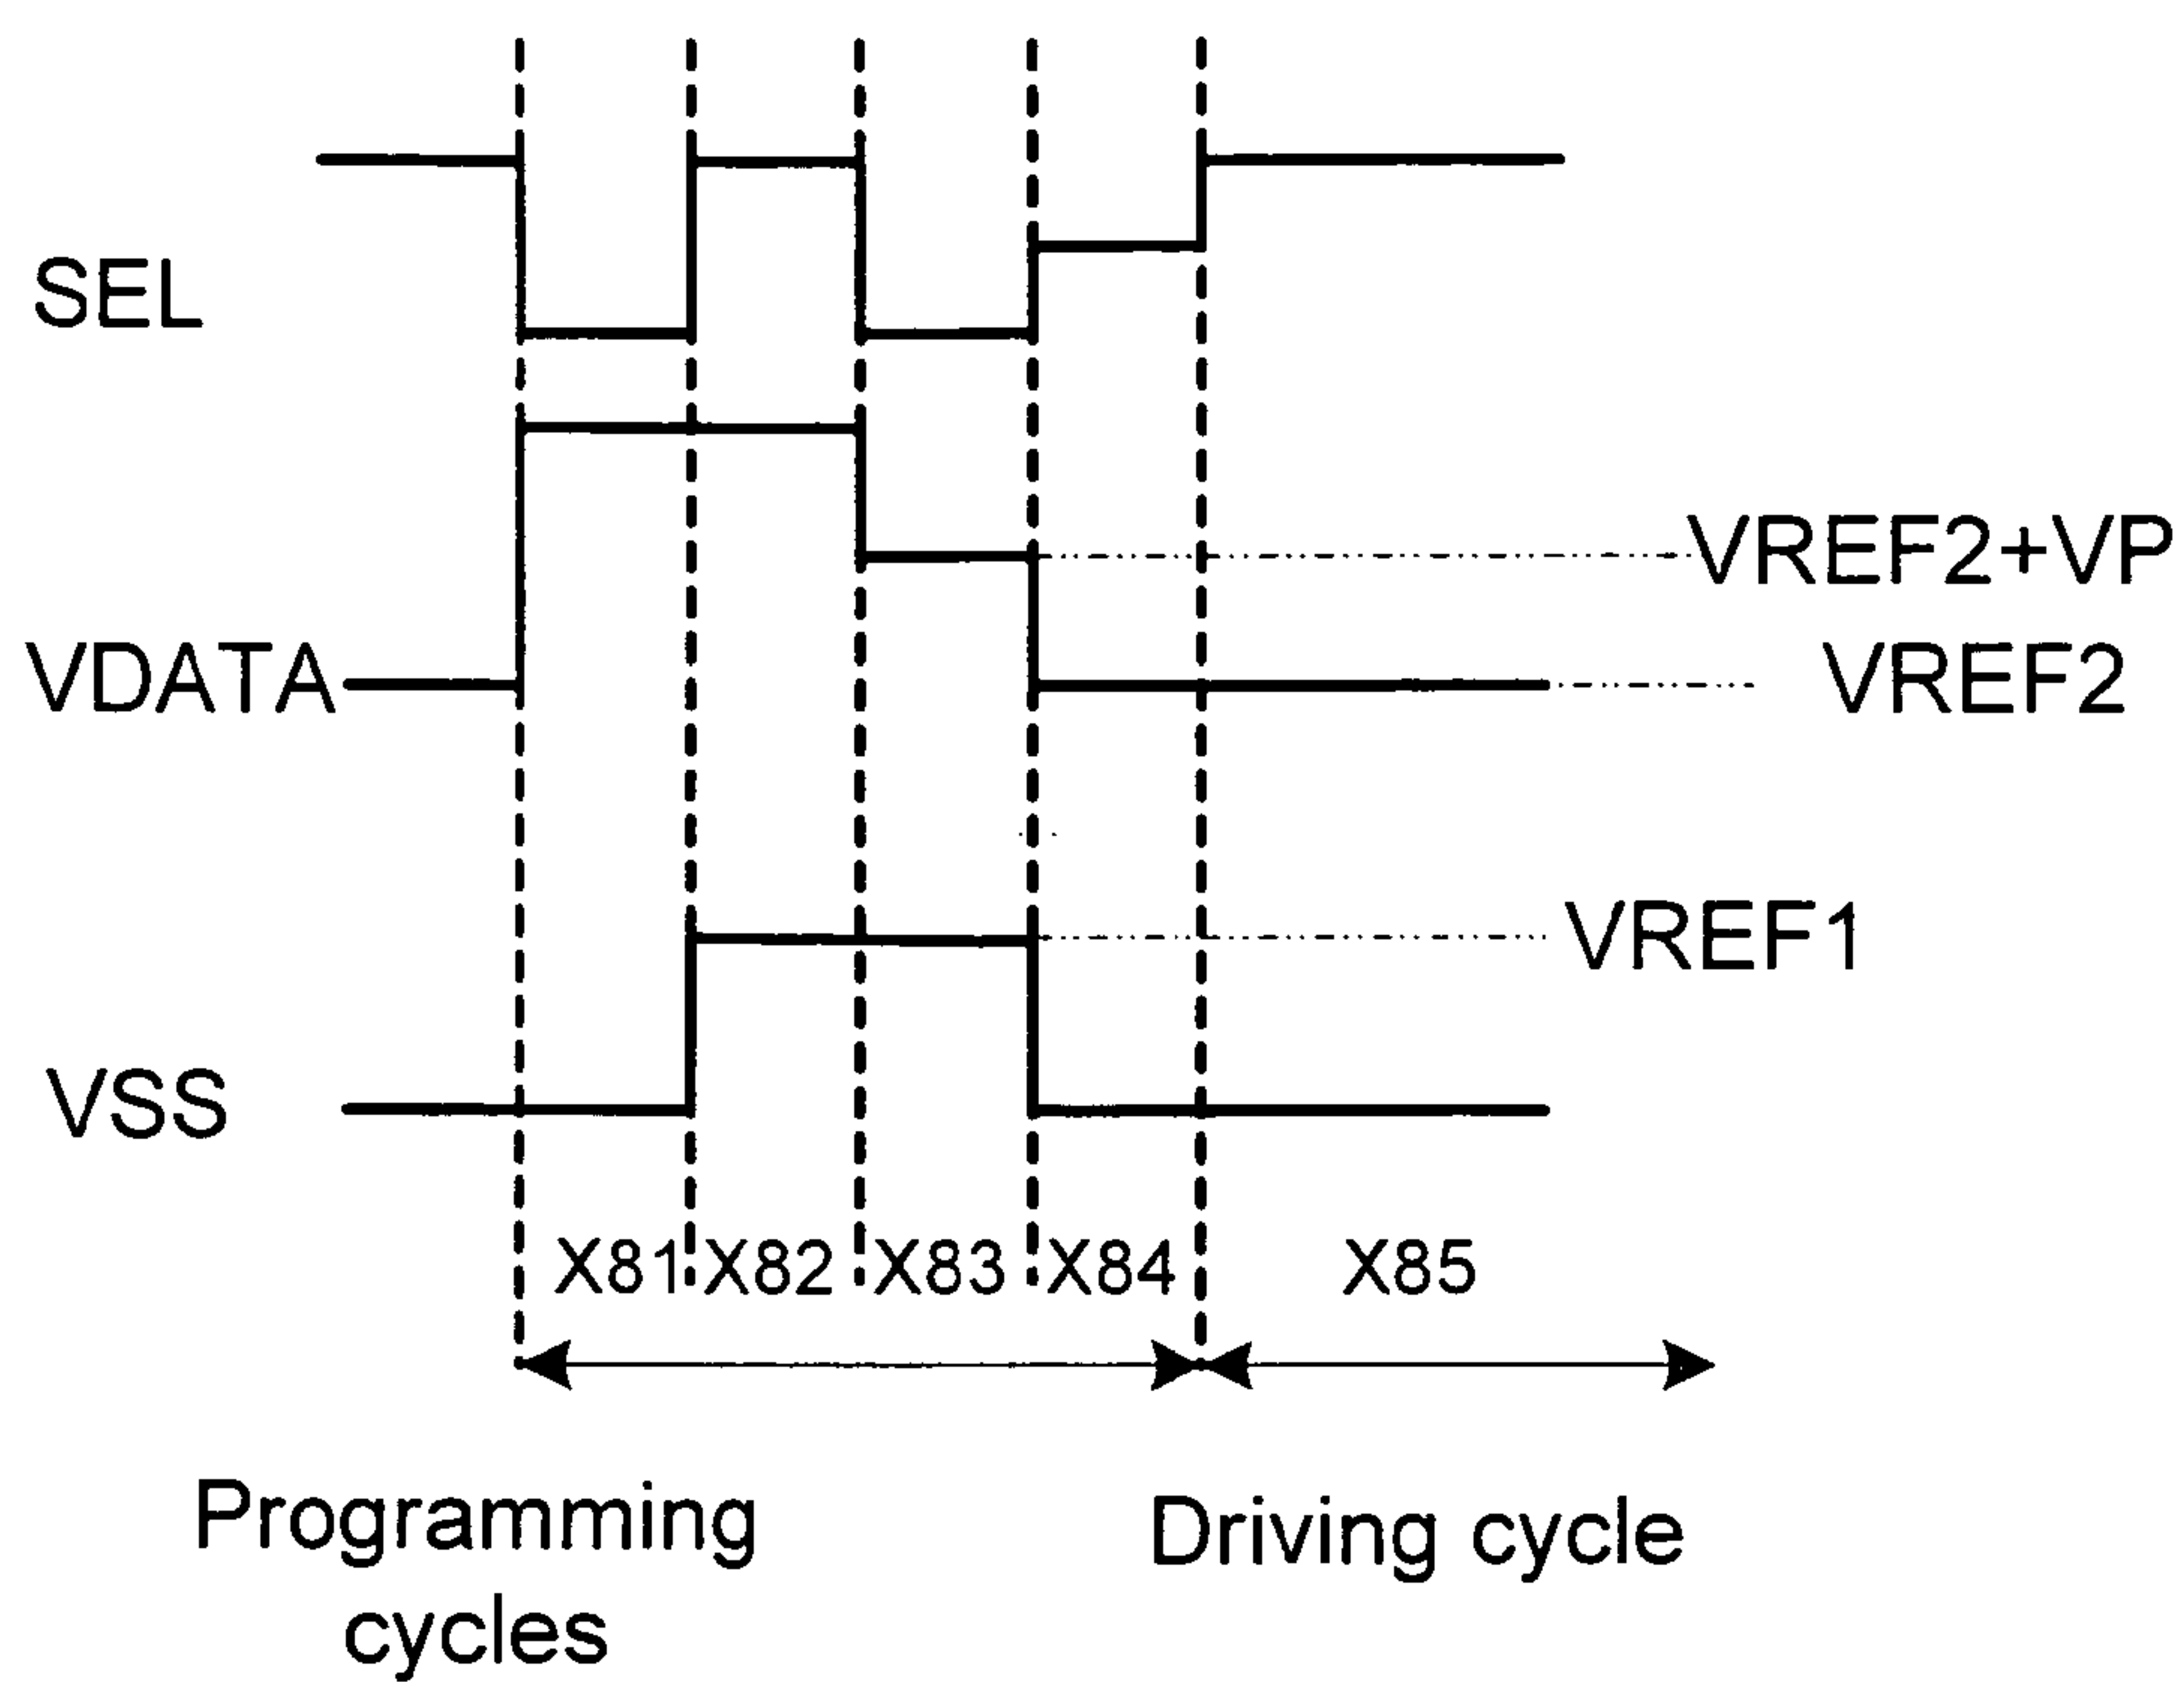 SEL
VREF2+VP
VDATA
VREF2
VREF1
VSS
X81 X82 X83 X84 X85
Programming
cycles
Driving cycle